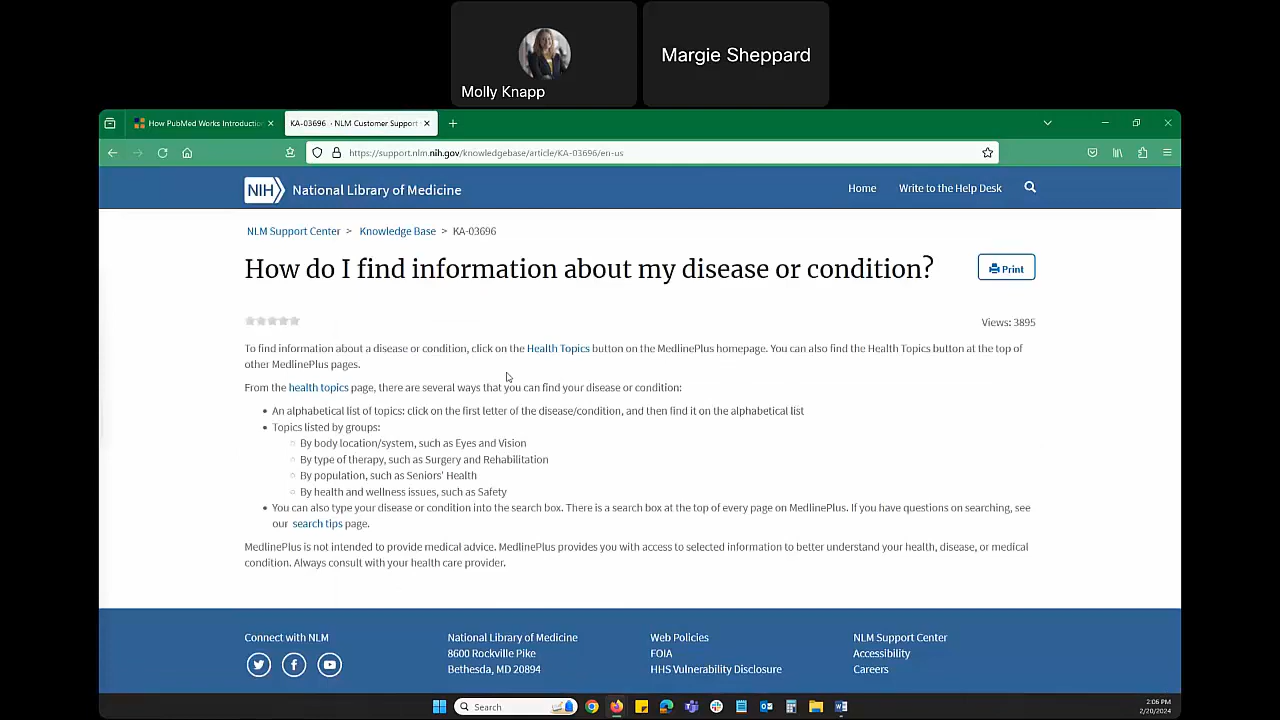 Molly Knapp
Margie Sheppard
How PubMed Works Introduction
KA-03696 · NLM Customer Support
https://support.nlm.nih.gov/knowledgebase/article/KA-03696/en-us
NIH National Library of Medicine
Home Write to the Help Desk
NLM Support Center > Knowledge Base > KA-03696
How do I find information about my disease or condition?
Print
Views: 3895
To find information about a disease or condition, click on the Health Topics button on the MedlinePlus homepage. You can also find the Health Topics button at the top of
other MedlinePlus pages.
From the health topics page, there are several ways that you can find your disease or condition:
• An alphabetical list of topics: click on the first letter of the disease/condition, and then find it on the alphabetical list
• Topics listed by groups:
○ By body location/system, such as Eyes and Vision
○ By type of therapy, such as Surgery and Rehabilitation
○ By population, such as Seniors' Health
○ By health and wellness issues, such as Safety
• You can also type your disease or condition into the search box. There is a search box at the top of every page on MedlinePlus. If you have questions on searching, see
our search tips page.
MedlinePlus is not intended to provide medical advice. MedlinePlus provides you with access to selected information to better understand your health, disease, or medical
condition. Always consult with your health care provider.
Connect with NLM
National Library of Medicine
8600 Rockville Pike
Bethesda, MD 20894
Web Policies
FOIA
HHS Vulnerability Disclosure
NLM Support Center
Accessibility
Careers
Search
2:06 PM
2/20/2024